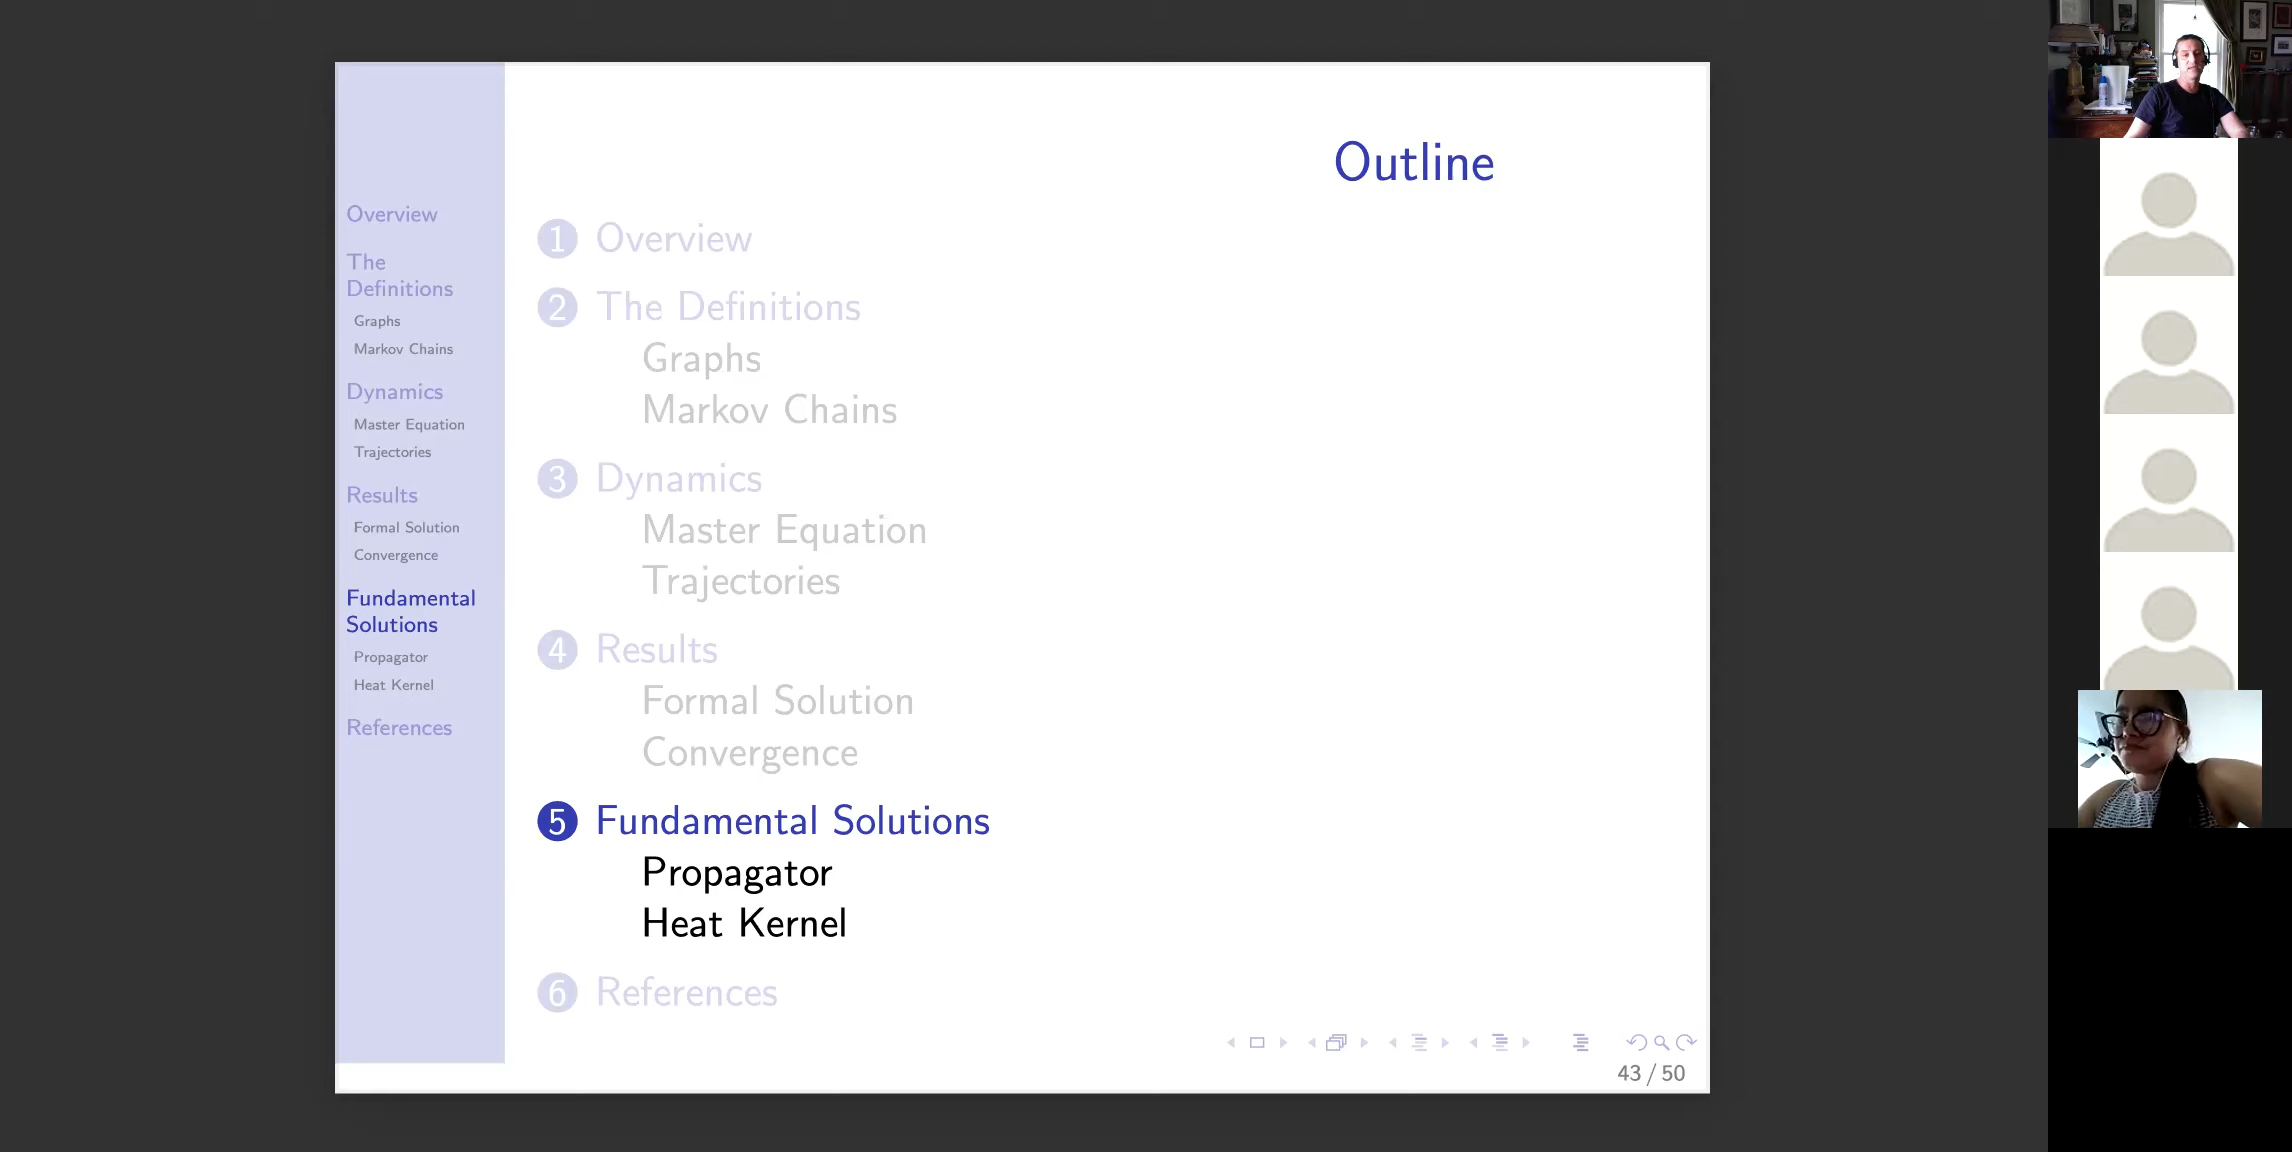 Overview
The
Definitions
Graphs
Markov Chains
Dynamics
Master Equation
Trajectories
Results
Formal Solution
Convergence
Fundamental
Solutions
Propagator
Heat Kernel
References
Outline
1 Overview
2 The Definitions
Graphs
Markov Chains
3 Dynamics
Master Equation
Trajectories
4 Results
Formal Solution
Convergence
5 Fundamental Solutions
Propagator
Heat Kernel
6 References
43 / 50